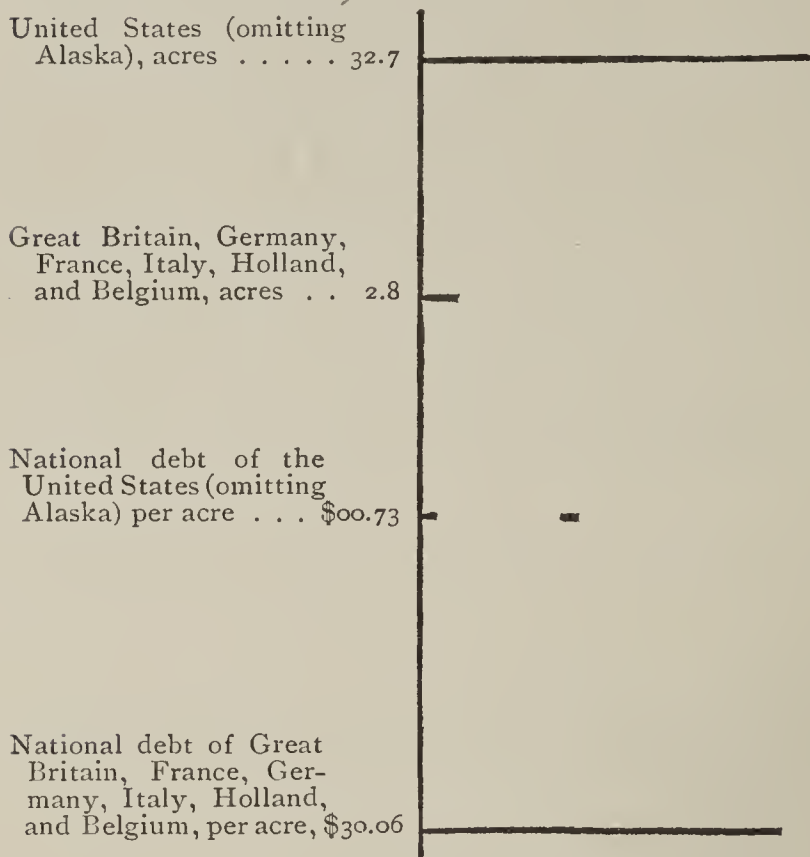 United States (omitting
Alaska), acres . . . . . 32.7
Great Britain, Germany,
France, Italy, Holland,
and Belgium, acres . . 2.8
National debt of the
United States (omitting
Alaska) per acre . . . $00.73
National debt of Great
Britain, France, Ger-
many, Italy, Holland,
and Belgium, per acre, $30.06